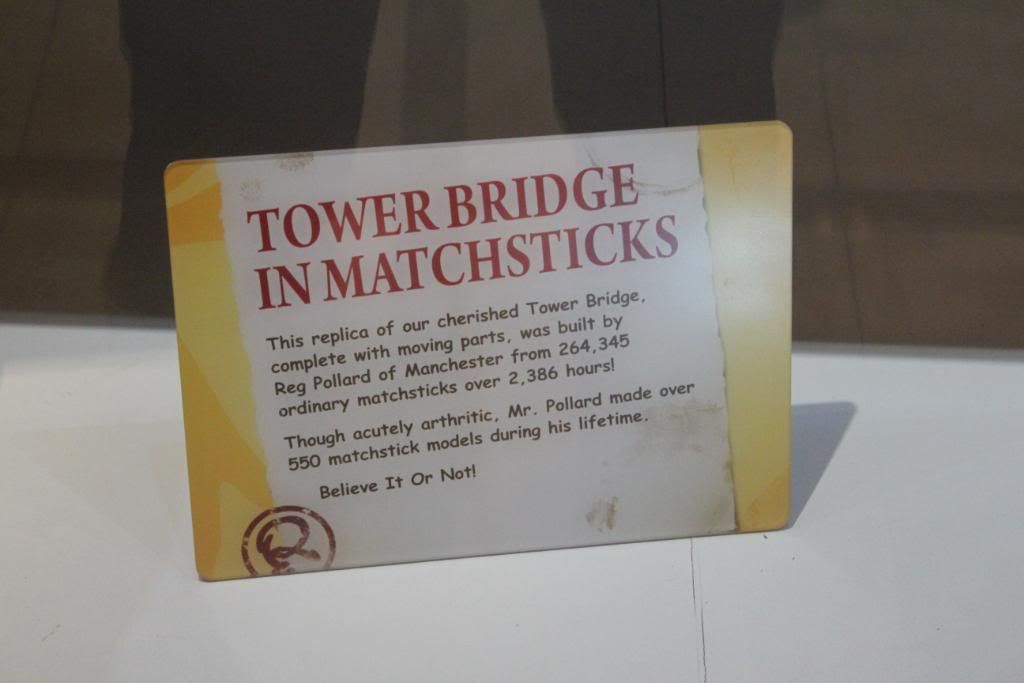 TOWER BRIDGE
IN MATCHSTICKS
This replica of our cherished Tower Bridge,
complete with moving parts, was built by
Reg Pollard of Manchester from 264,345
ordinary matchsticks over 2,386 hours!
Though acutely arthritic, Mr. Pollard made over
550 matchstick models during his lifetime.
Believe It Or Not!
R